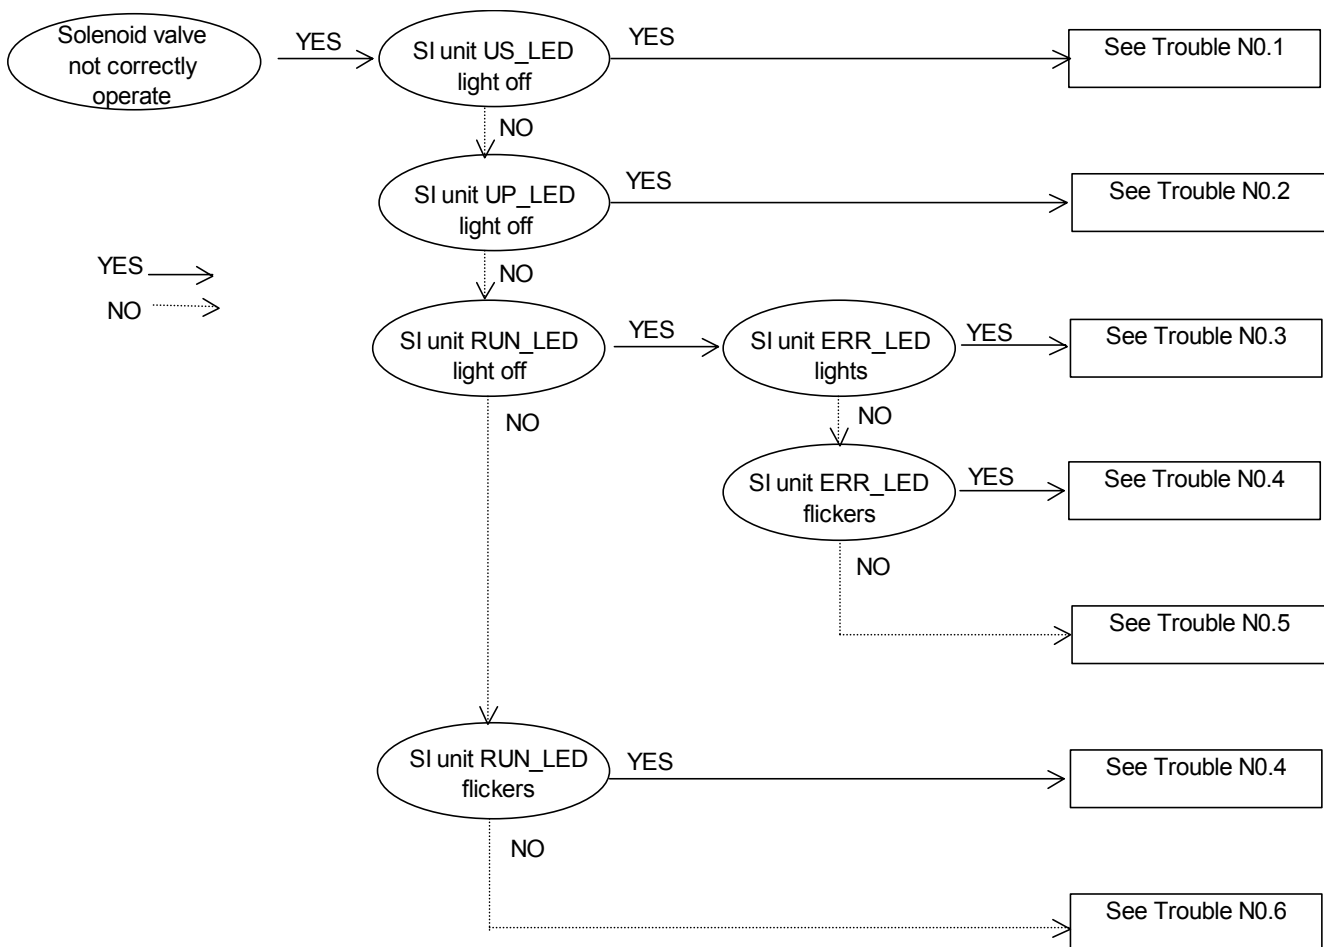 Solenoid valve
not correctly
operate
YES
SI unit US_LED
light off
YES
See Trouble N0.1
NO
SI unit UP_LED
light off
YES
See Trouble N0.2
NO
YES
NO
SI unit RUN_LED
light off
YES
SI unit ERR_LED
lights
YES
See Trouble N0.3
NO
NO
SI unit ERR_LED
flickers
YES
See Trouble N0.4
NO
See Trouble N0.5
SI unit RUN_LED
flickers
YES
See Trouble N0.4
NO
See Trouble N0.6